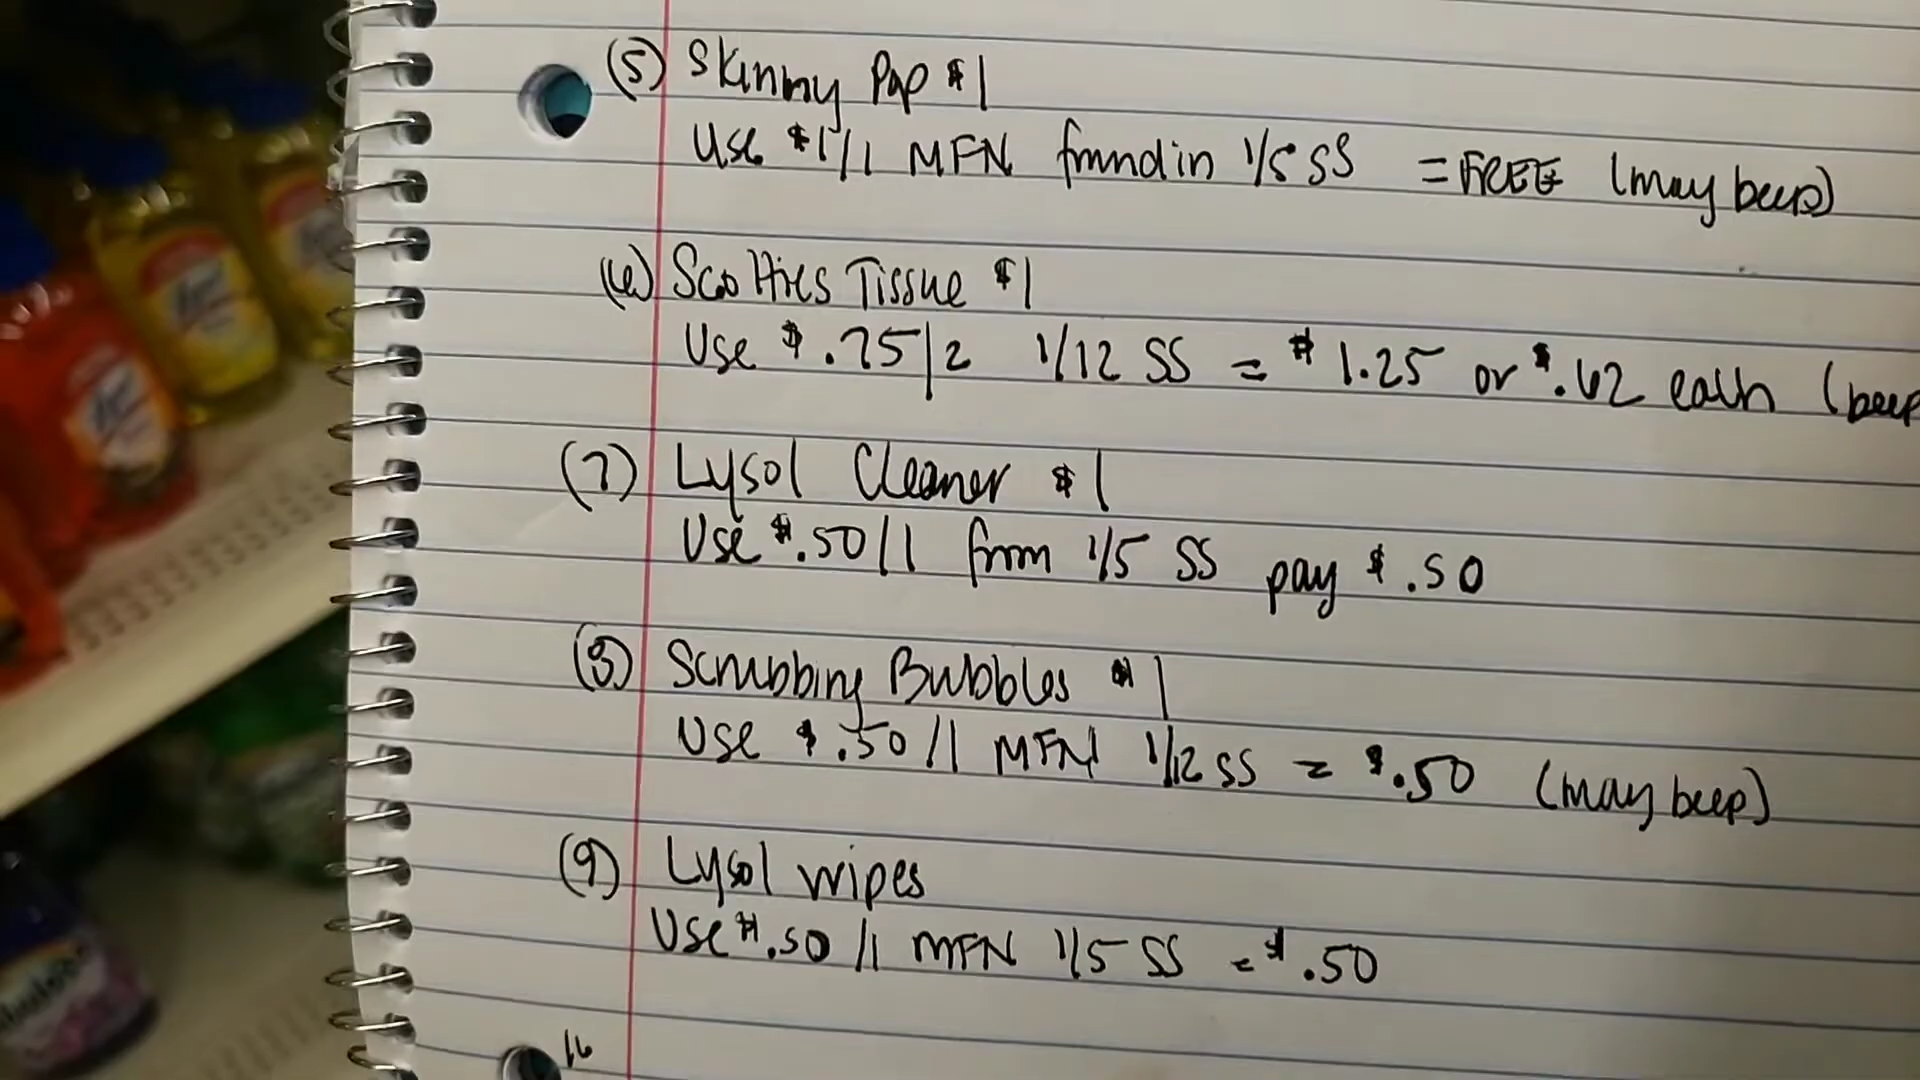 (5) Skinny Pop $1
Use $1/1 MFN found in 1/5 SS = FREE (may beep)
(6) Scotties Tissue $1
Use $.75/2 1/12 SS = $1.25 or $.62 each (beep
(7) Lysol Cleaner $1
Use $.50/1 from 1/5 SS pay $.50
(8) Scrubbing Bubbles $1
Use $.50/1 MFN 1/12 SS = $.50 (may beep)
(9) Lysol wipes
Use $.50/1 MFN 1/5 SS = $.50